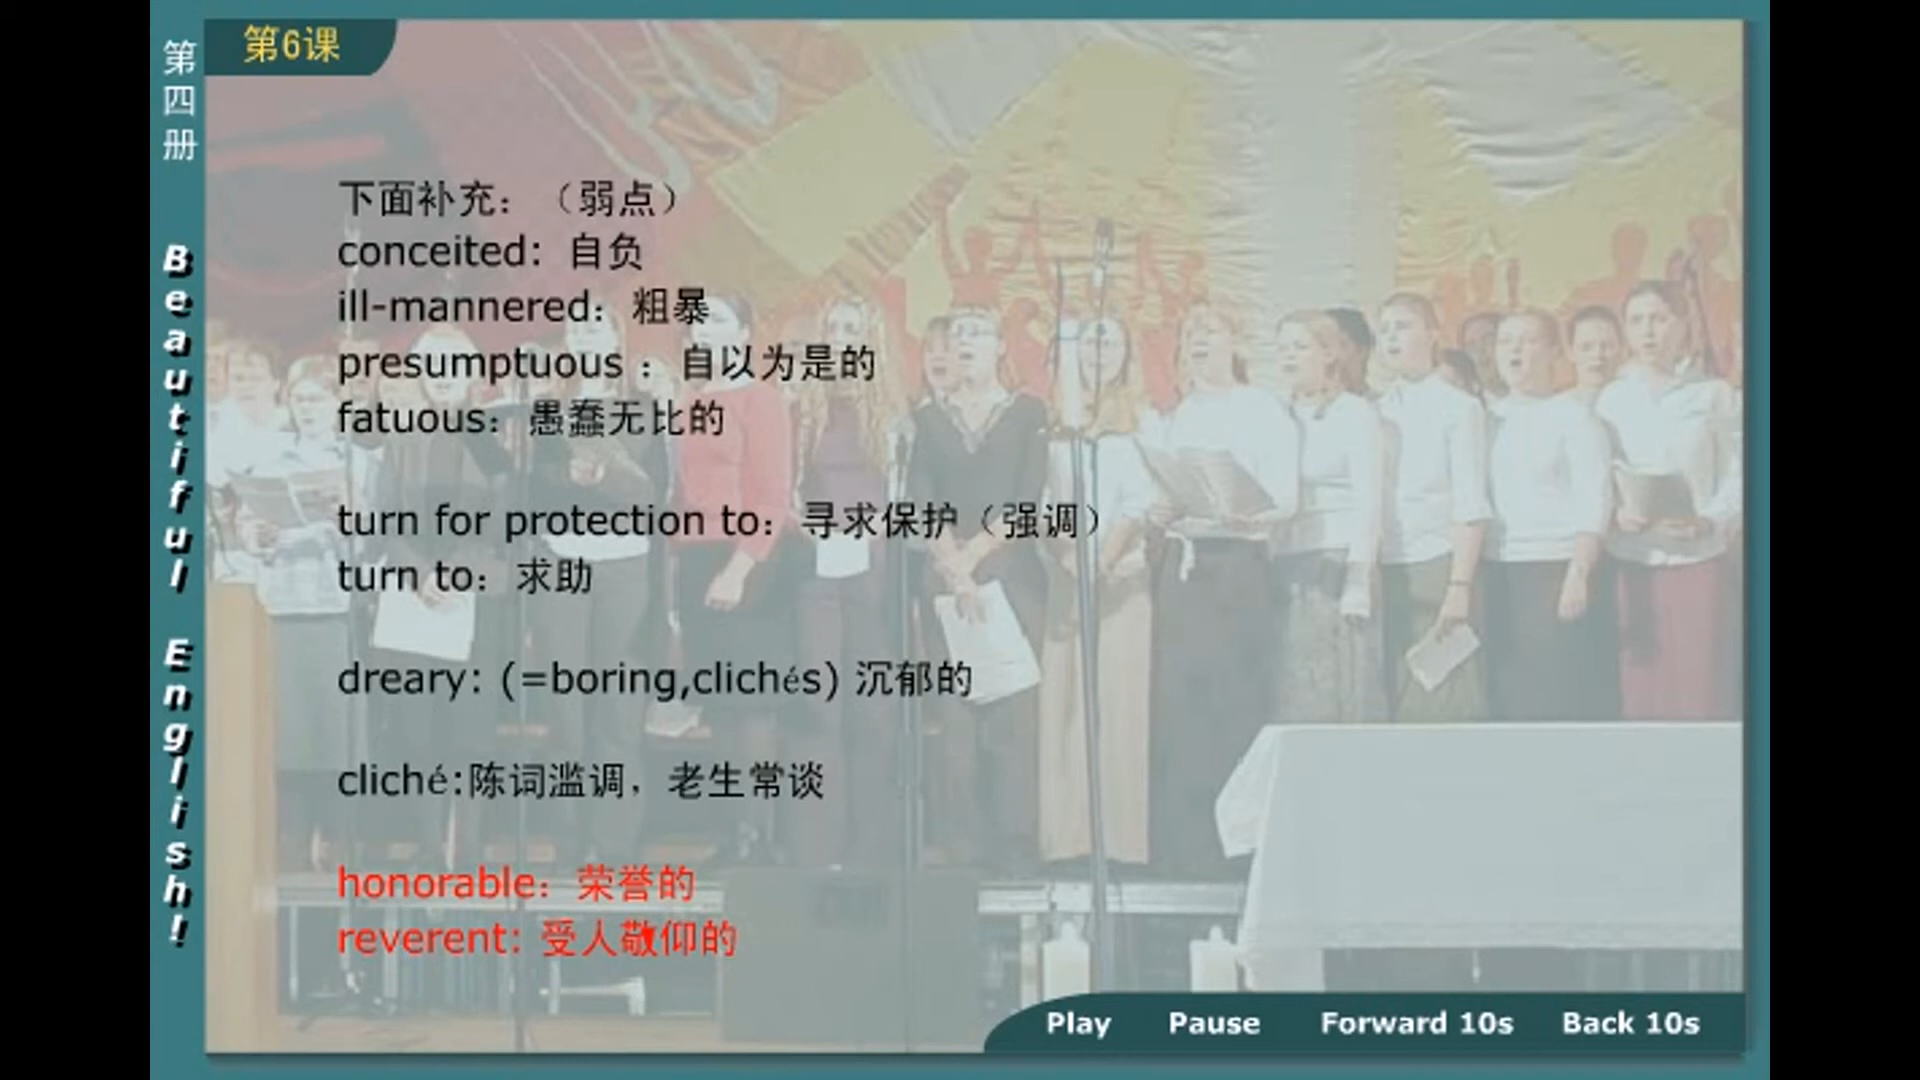 第四册
Beautiful English!
第6课
下面补充：（弱点）
conceited: 自负
ill-mannered：粗暴
presumptuous ：自以为是的
fatuous：愚蠢无比的
turn for protection to：寻求保护（强调）
turn to：求助
dreary: (=boring,clichés) 沉郁的
cliché:陈词滥调，老生常谈
honorable：荣誉的
reverent: 受人敬仰的
Play Pause Forward 10s Back 10s